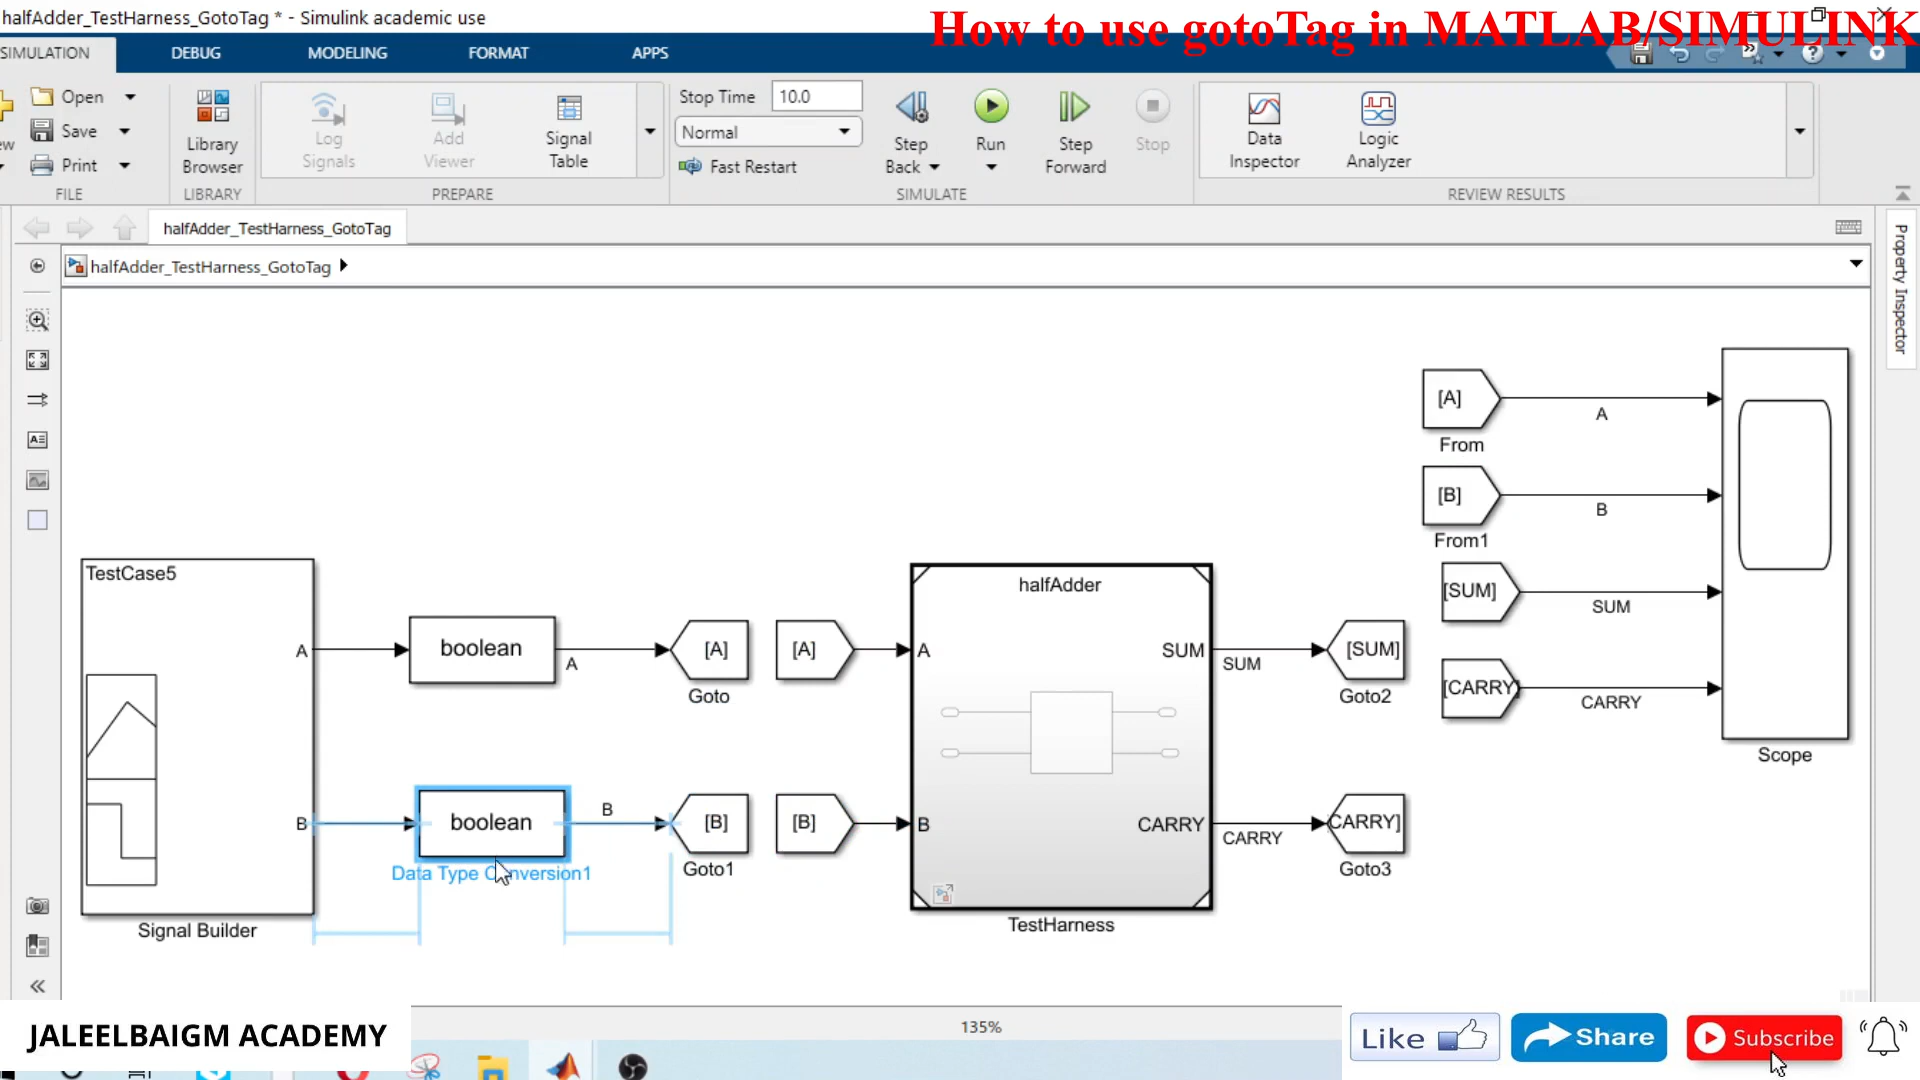 halfAdder_TestHarness_GotoTag * - Simulink academic use
How to use gotoTag in MATLAB/SIMULINK
SIMULATION DEBUG MODELING FORMAT APPS
Open
Save
Print
FILE
Library
Browser
LIBRARY
Log
Signals
Add
Viewer
Signal
Table
PREPARE
Stop Time 10.0
Normal
Fast Restart
Step
Back
Run
Step
Forward
Stop
SIMULATE
Data
Inspector
Logic
Analyzer
REVIEW RESULTS
halfAdder_TestHarness_GotoTag
halfAdder_TestHarness_GotoTag
Property Inspector
TestCase5
A
B
Signal Builder
boolean
A
[A]
Goto
[A]
boolean
B
Data Type Conversion1
[B]
Goto1
[B]
halfAdder
A
SUM
B
CARRY
TestHarness
SUM
[SUM]
Goto2
CARRY
CARRY]
Goto3
[A]
A
From
[B]
B
From1
[SUM]
SUM
[CARRY]
CARRY
Scope
135%
JALEELBAIGM ACADEMY
Like
Share
Subscribe